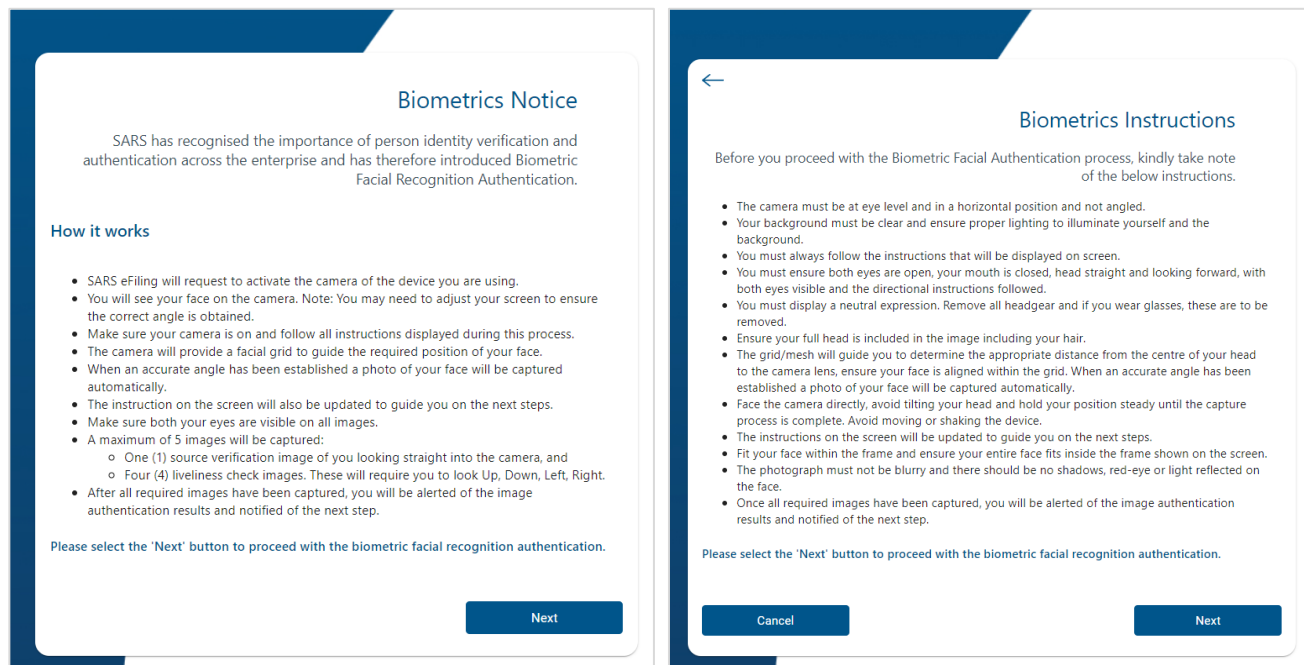 Biometrics Notice
SARS has recognised the importance of person identity verification and
authentication across the enterprise and has therefore introduced Biometric
Facial Recognition Authentication.
How it works
SARS eFiling will request to activate the camera of the device you are using.
You will see your face on the camera. Note: You may need to adjust your screen to ensure
the correct angle is obtained.
Make sure your camera is on and follow all instructions displayed during this process.
The camera will provide a facial grid to guide the required position of your face.
When an accurate angle has been established a photo of your face will be captured
automatically.
The instruction on the screen will also be updated to guide you on the next steps.
Make sure both your eyes are visible on all images.
A maximum of 5 images will be captured:
One (1) source verification image of you looking straight into the camera, and
Four (4) liveliness check images. These will require you to look Up, Down, Left, Right.
After all required images have been captured, you will be alerted of the image
authentication results and notified of the next step.
Please select the 'Next' button to proceed with the biometric facial recognition authentication.
Next
Biometrics Instructions
Before you proceed with the Biometric Facial Authentication process, kindly take note
of the below instructions.
The camera must be at eye level and in a horizontal position and not angled.
Your background must be clear and ensure proper lighting to illuminate yourself and the
background.
You must always follow the instructions that will be displayed on screen.
You must ensure both eyes are open, your mouth is closed, head straight and looking forward, with
both eyes visible and the directional instructions followed.
You must display a neutral expression. Remove all headgear and if you wear glasses, these are to be
removed.
Ensure your full head is included in the image including your hair.
The grid/mesh will guide you to determine the appropriate distance from the centre of your head
to the camera lens, ensure your face is aligned within the grid. When an accurate angle has been
established a photo of your face will be captured automatically.
Face the camera directly, avoid tilting your head and hold your position steady until the capture
process is complete. Avoid moving or shaking the device.
The instructions on the screen will be updated to guide you on the next steps.
Fit your face within the frame and ensure your entire face fits inside the frame shown on the screen.
The photograph must not be blurry and there should be no shadows, red-eye or light reflected on
the face.
Once all required images have been captured, you will be alerted of the image authentication
results and notified of the next step.
Please select the 'Next' button to proceed with the biometric facial recognition authentication.
Cancel
Next